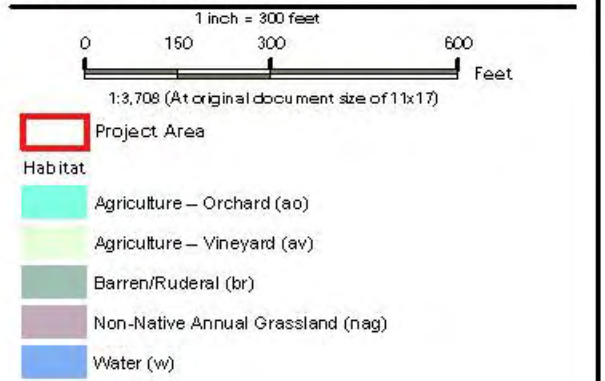 1 inch = 300 feet
0 150 300 600
Feet
1:3,708 (At original document size of 11x17)
Project Area
Habitat
Agriculture – Orchard (ao)
Agriculture – Vineyard (av)
Barren/Ruderal (br)
Non-Native Annual Grassland (nag)
Water (w)